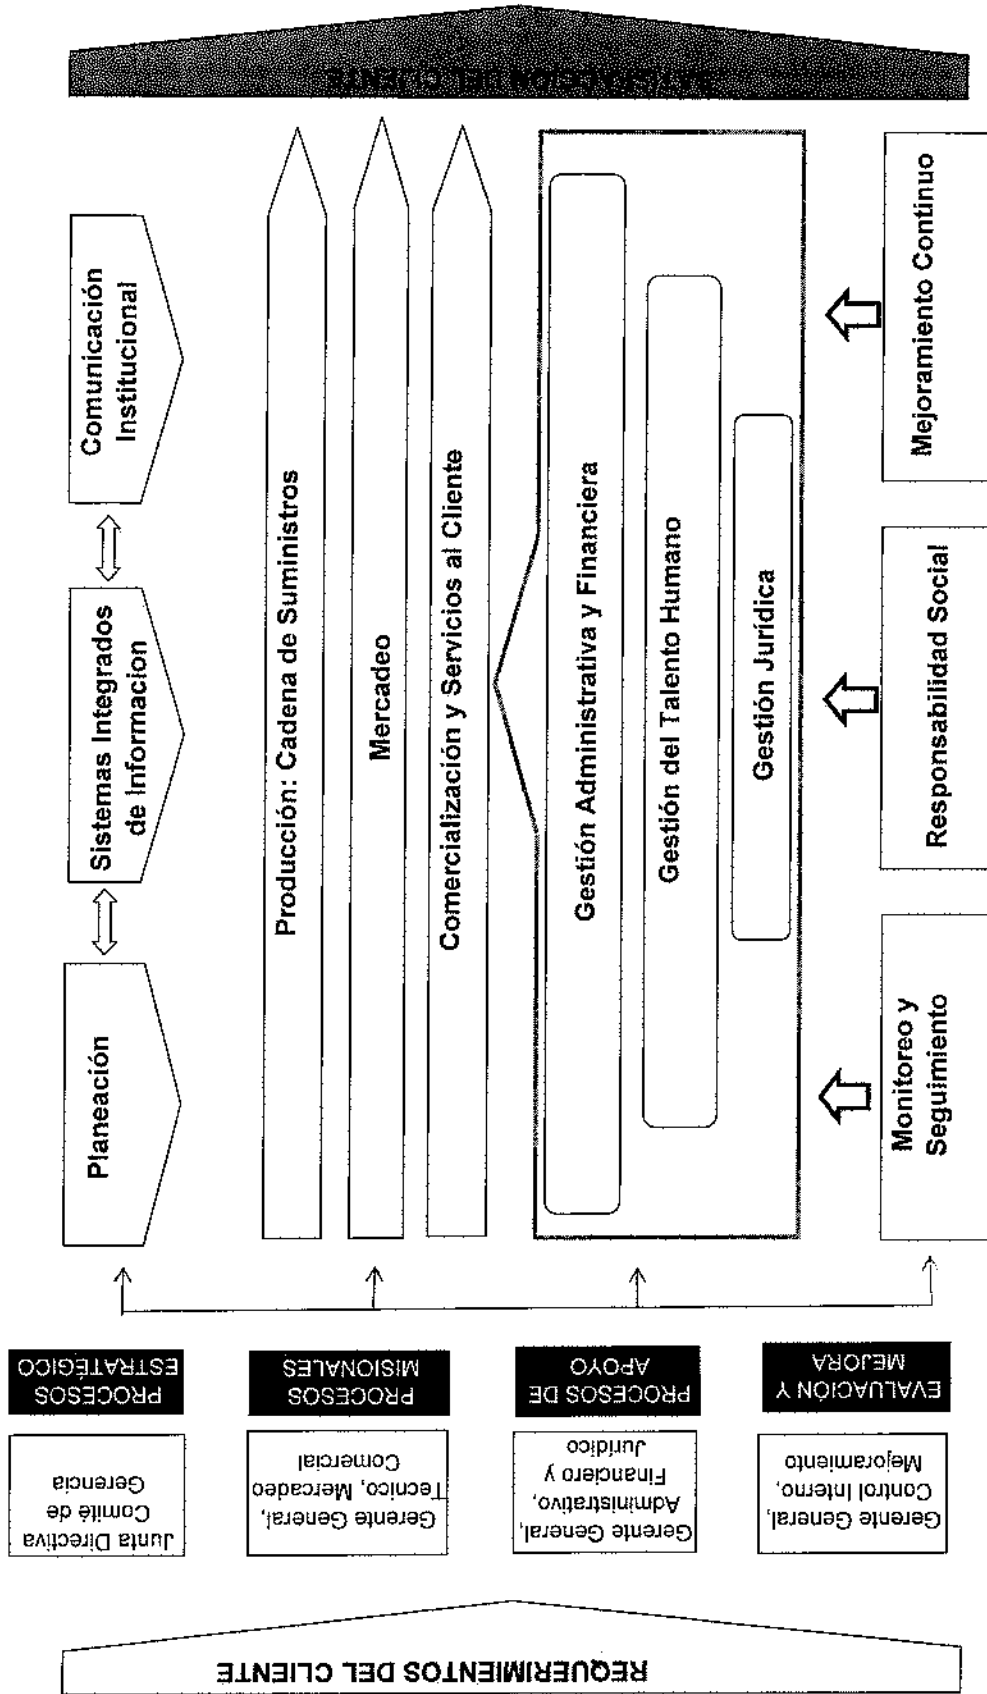 REQUERIMIENTOS DEL CLIENTE
Junta Directiva
Comité de
Gerencia
PROCESOS
ESTRATÉGICO
Planeación
Sistemas Integrados
de Informacion
Comunicación
Institucional
Gerente General,
Tecnico, Mercadeo
Comercial
PROCESOS
MISIONALES
Producción: Cadena de Suministros
Mercadeo
Comercialización y Servicios al Cliente
Gerente General,
Administrativo,
Financiero y
Jurídico
PROCESOS DE
APOYO
Gestión Administrativa y Financiera
Gestión del Talento Humano
Gestión Jurídica
Gerente General,
Control Interno,
Mejoramiento
EVALUACIÓN Y
MEJORA
Monitoreo y
Seguimiento
Responsabilidad Social
Mejoramiento Continuo
SATISFACCION DEL CLIENTE